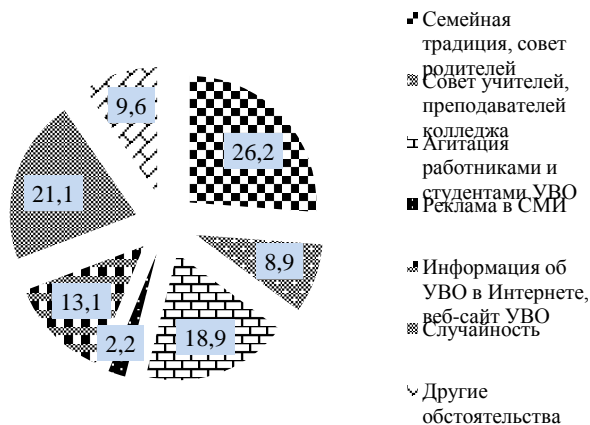 9,6
26,2
21,1
8,9
13,1
2,2
18,9
Семейная
традиция, совет
родителей
Совет учителей,
преподавателей
колледжа
Агитация
работниками и
студентами УВО
Реклама в СМИ
Информация об
УВО в Интернете,
веб-сайт УВО
Случайность
Другие
обстоятельства